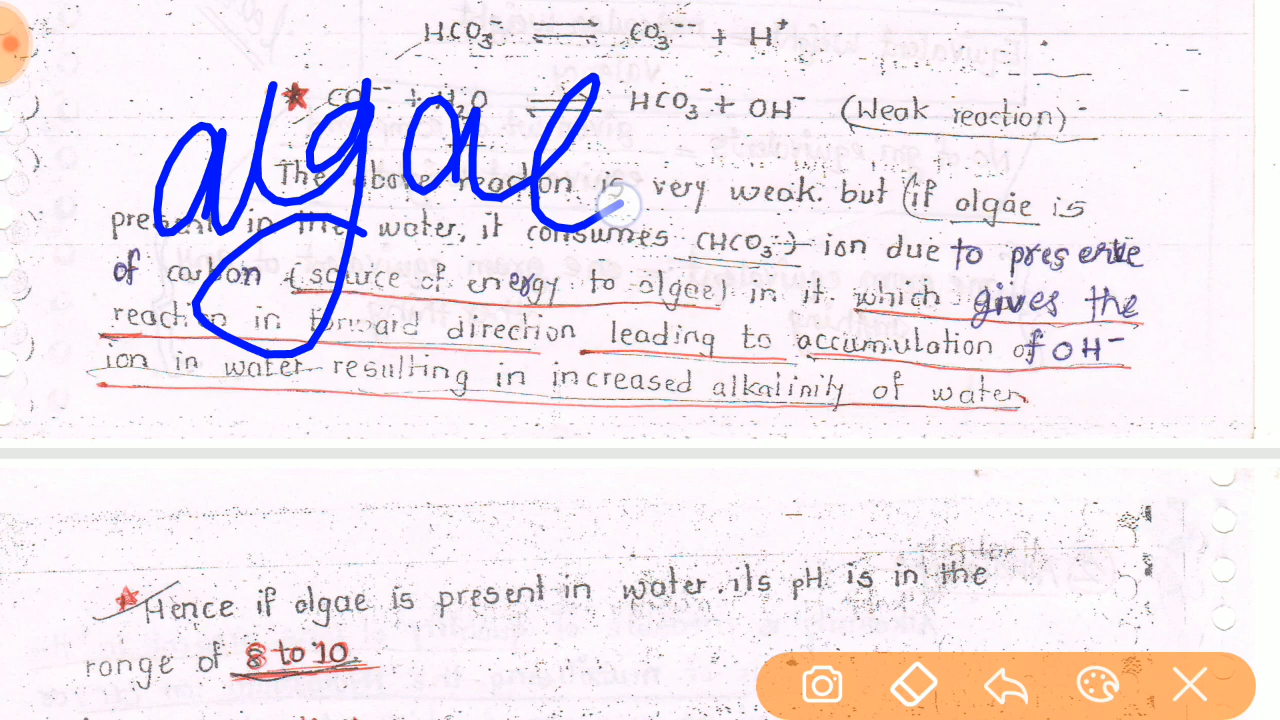 HCO₃⁻ ⇌ CO₃⁻⁻ + H⁺
CO₃⁻⁻ + H₂O ⇌ HCO₃⁻ + OH⁻ (Weak reaction)
algae
The above reaction is very weak. but (if algae is
present in the water, it consumes (HCO₃⁻) ion due to presence
of carbon (source of energy to algae) in it. which gives the
reaction in forward direction leading to accumulation of OH⁻
ion in water resulting in increased alkalinity of water
Hence if algae is present in water. its pH is in the
range of 8 to 10.